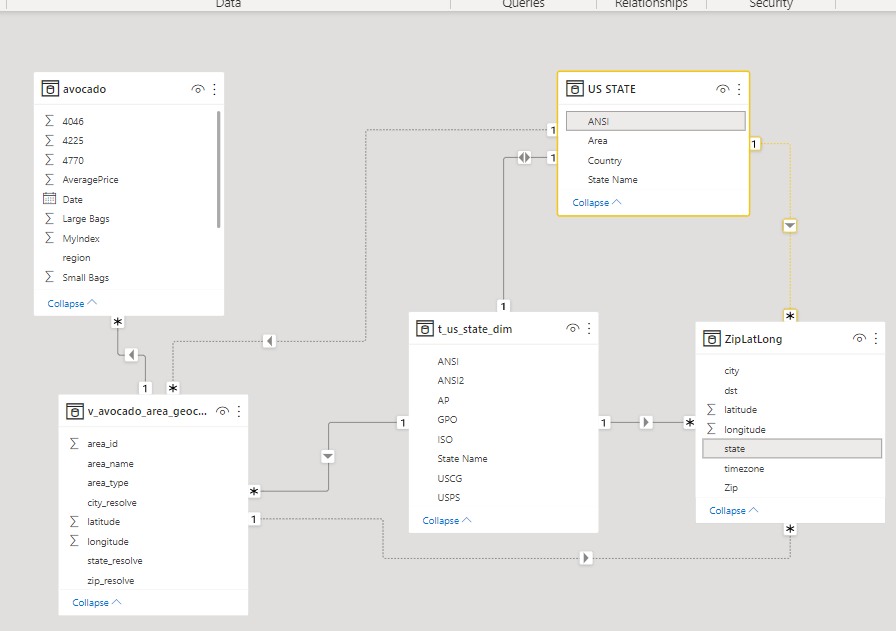 Data Queries Relationships Security
avocado
4046
4225
4770
AveragePrice
Date
Large Bags
MyIndex
region
Small Bags
Collapse
US STATE
ANSI
Area
Country
State Name
Collapse
1
1
1
*
1
1
*
*
t_us_state_dim
ANSI
ANSI2
AP
GPO
ISO
State Name
USCG
USPS
Collapse
ZipLatLong
city
dst
latitude
longitude
state
timezone
Zip
Collapse
v_avocado_area_geoc...
area_id
area_name
area_type
city_resolve
latitude
longitude
state_resolve
zip_resolve
Collapse
1
1
*
*
1
*